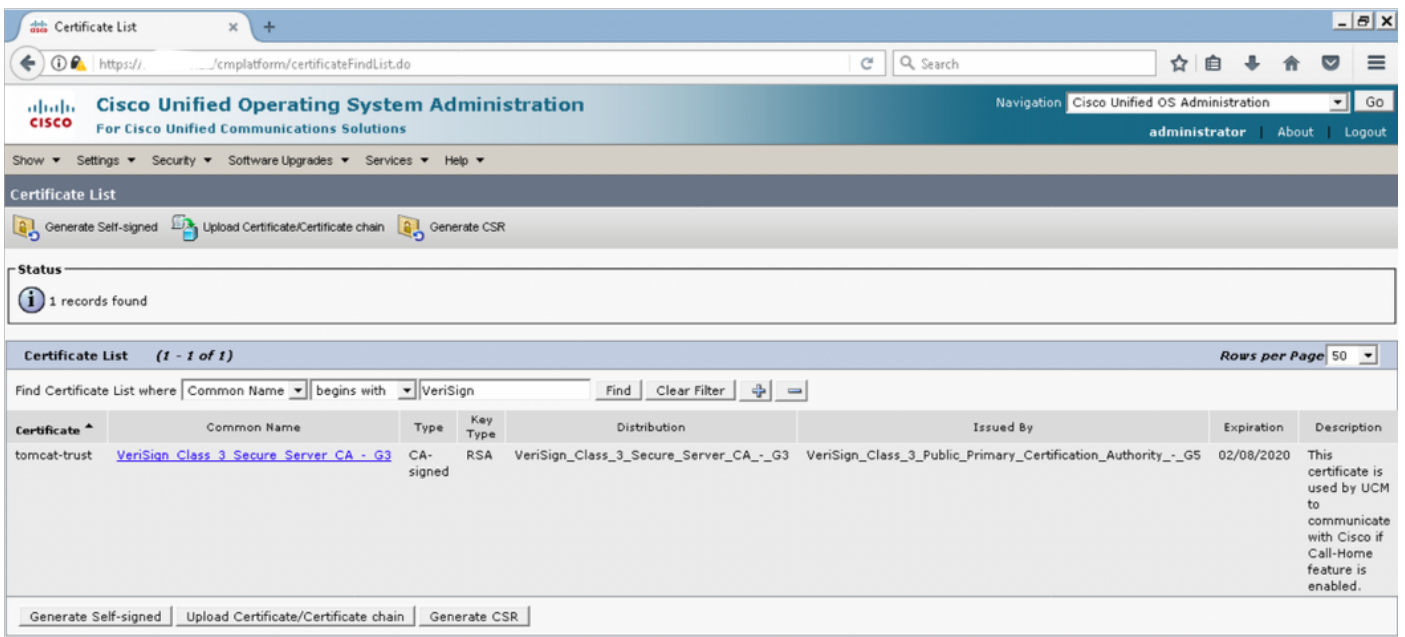 Certificate List
https://. /cmplatform/certificateFindList.do
Search
CISCO
Cisco Unified Operating System Administration
For Cisco Unified Communications Solutions
Navigation Cisco Unified OS Administration Go
administrator | About | Logout
Show Settings Security Software Upgrades Services Help
Certificate List
Generate Self-signed Upload Certificate/Certificate chain Generate CSR
Status
1 records found
Certificate List (1 - 1 of 1) Rows per Page 50
Find Certificate List where Common Name begins with VeriSign Find Clear Filter
Certificate Common Name Type Key Type Distribution Issued By Expiration Description
tomcat-trust VeriSign_Class_3_Secure_Server_CA_-_G3 CA-signed RSA VeriSign_Class_3_Secure_Server_CA_-_G3 VeriSign_Class_3_Public_Primary_Certification_Authority_-_G5 02/08/2020 This
certificate is
used by UCM
to
communicate
with Cisco if
Call-Home
feature is
enabled.
Generate Self-signed Upload Certificate/Certificate chain Generate CSR